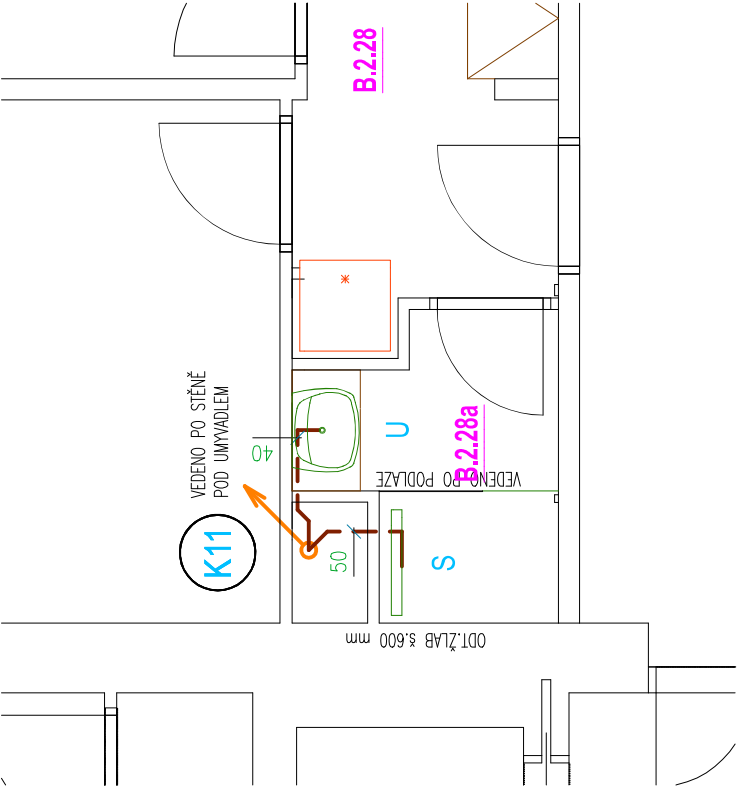 B.2.28
VEDENO PO STĚNĚ
POD UMYVADLEM
40
U
B.2.28a
VEDENO PO PODLAZE
K11
50
S
ODT.ŽLAB š.600 mm